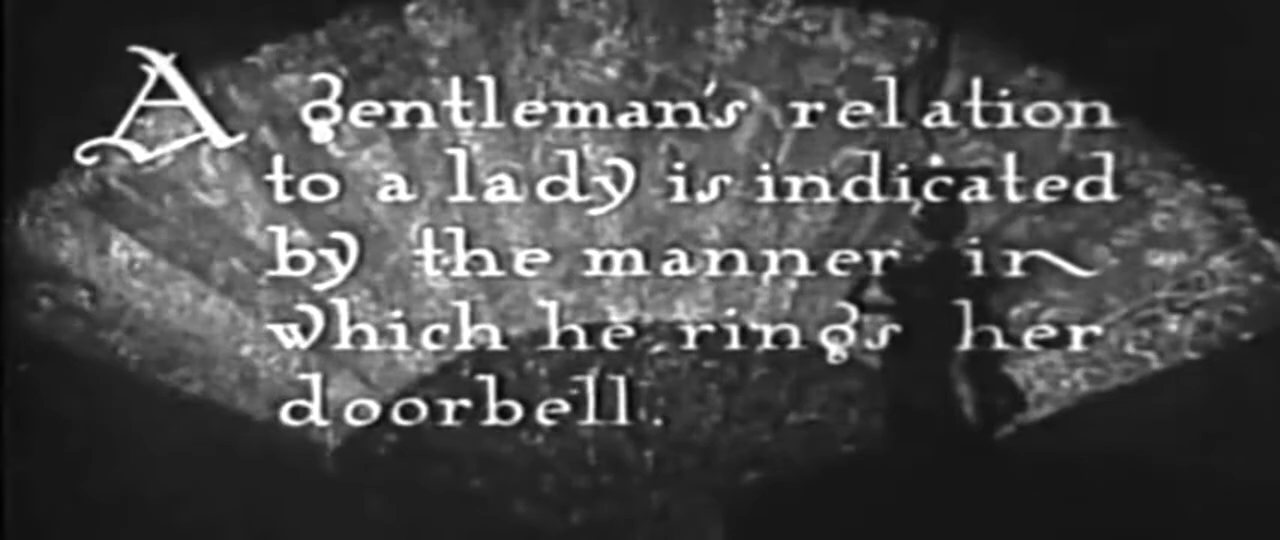 A gentleman's relation
to a lady is indicated
by the manner in
which he rings her
doorbell.